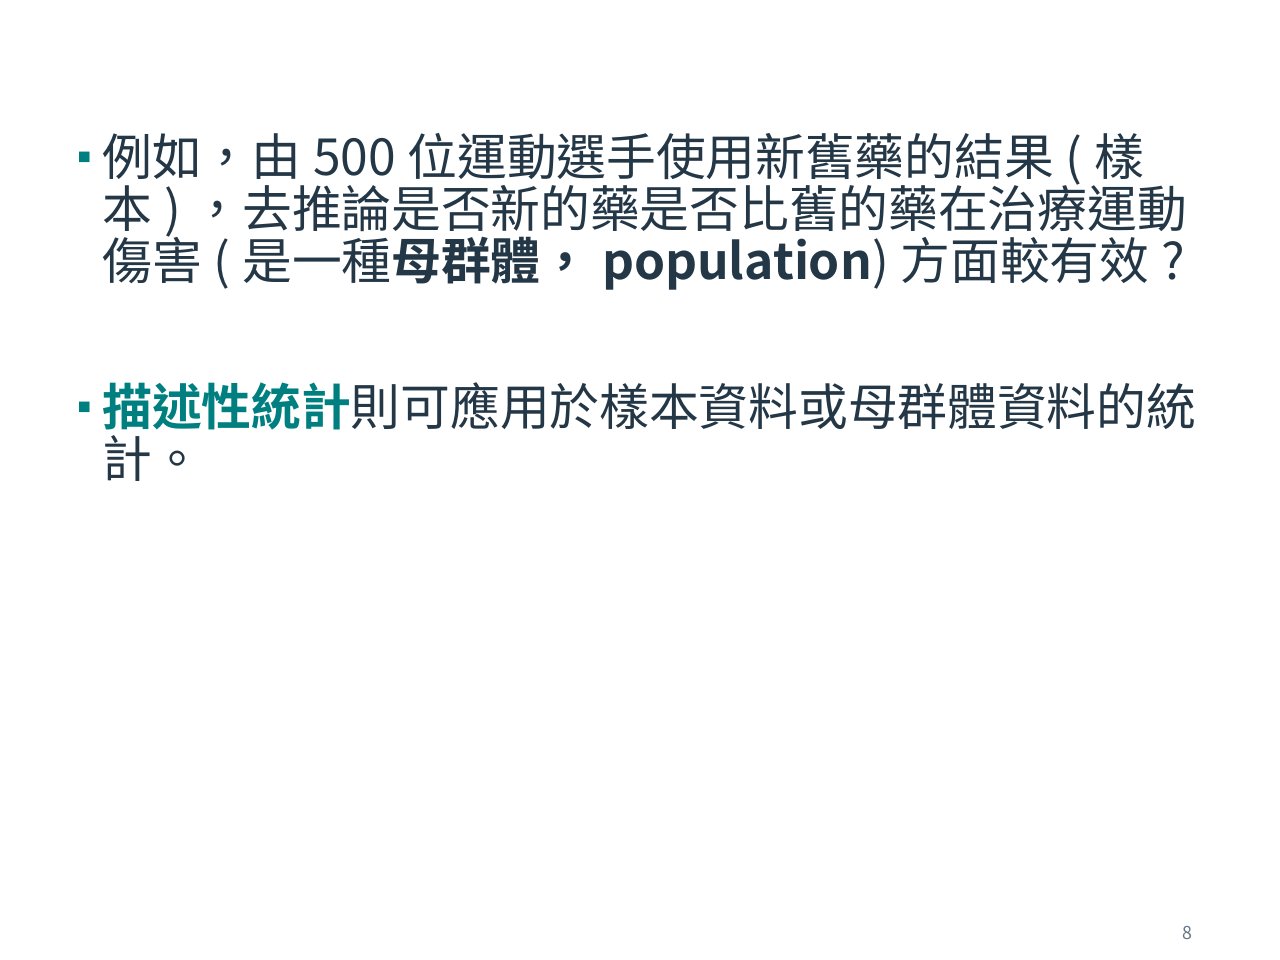 ▪ 例如，由 500 位運動選手使用新舊藥的結果 ( 樣
本 ) ，去推論是否新的藥是否比舊的藥在治療運動
傷害 ( 是一種母群體， population) 方面較有效 ?
▪ 描述性統計則可應用於樣本資料或母群體資料的統
計。
8